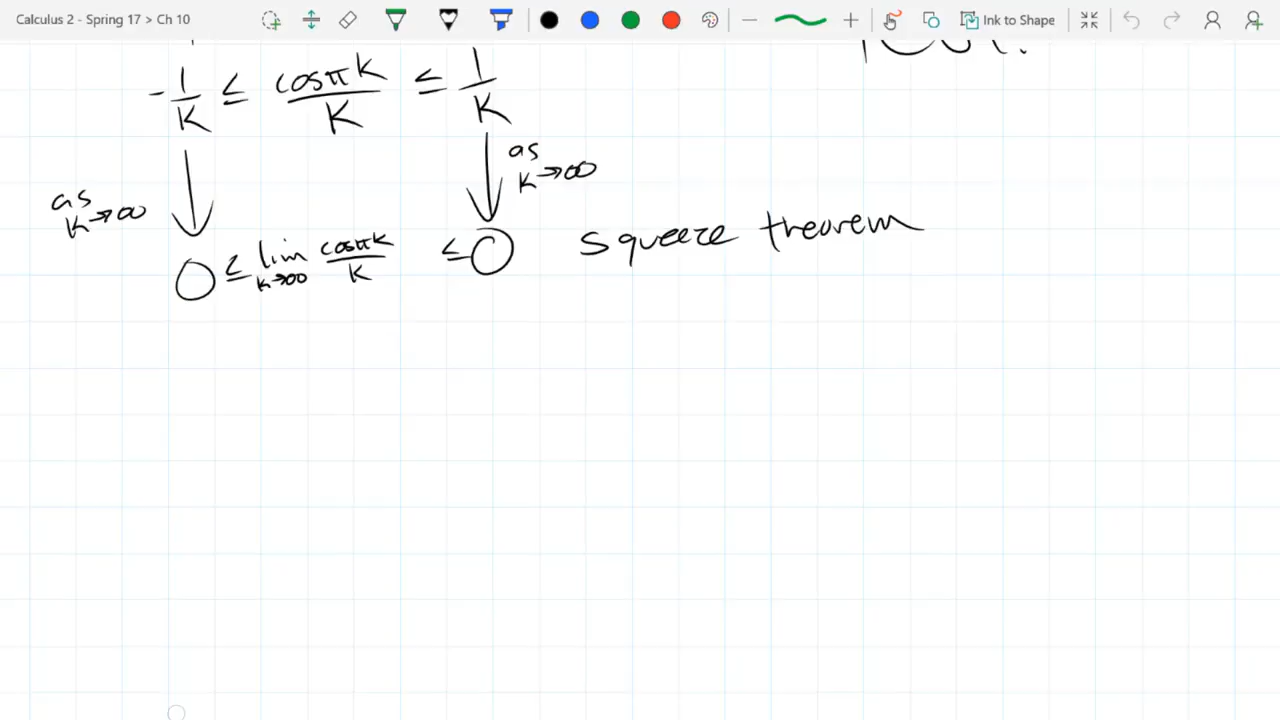 Calculus 2 - Spring 17 > Ch 10
Ink to Shape
-1/K ≤ cosπK/K ≤ 1/K
as K→∞
as K→∞
0 ≤ lim K→∞ cosπK/K ≤ 0 squeeze theorem